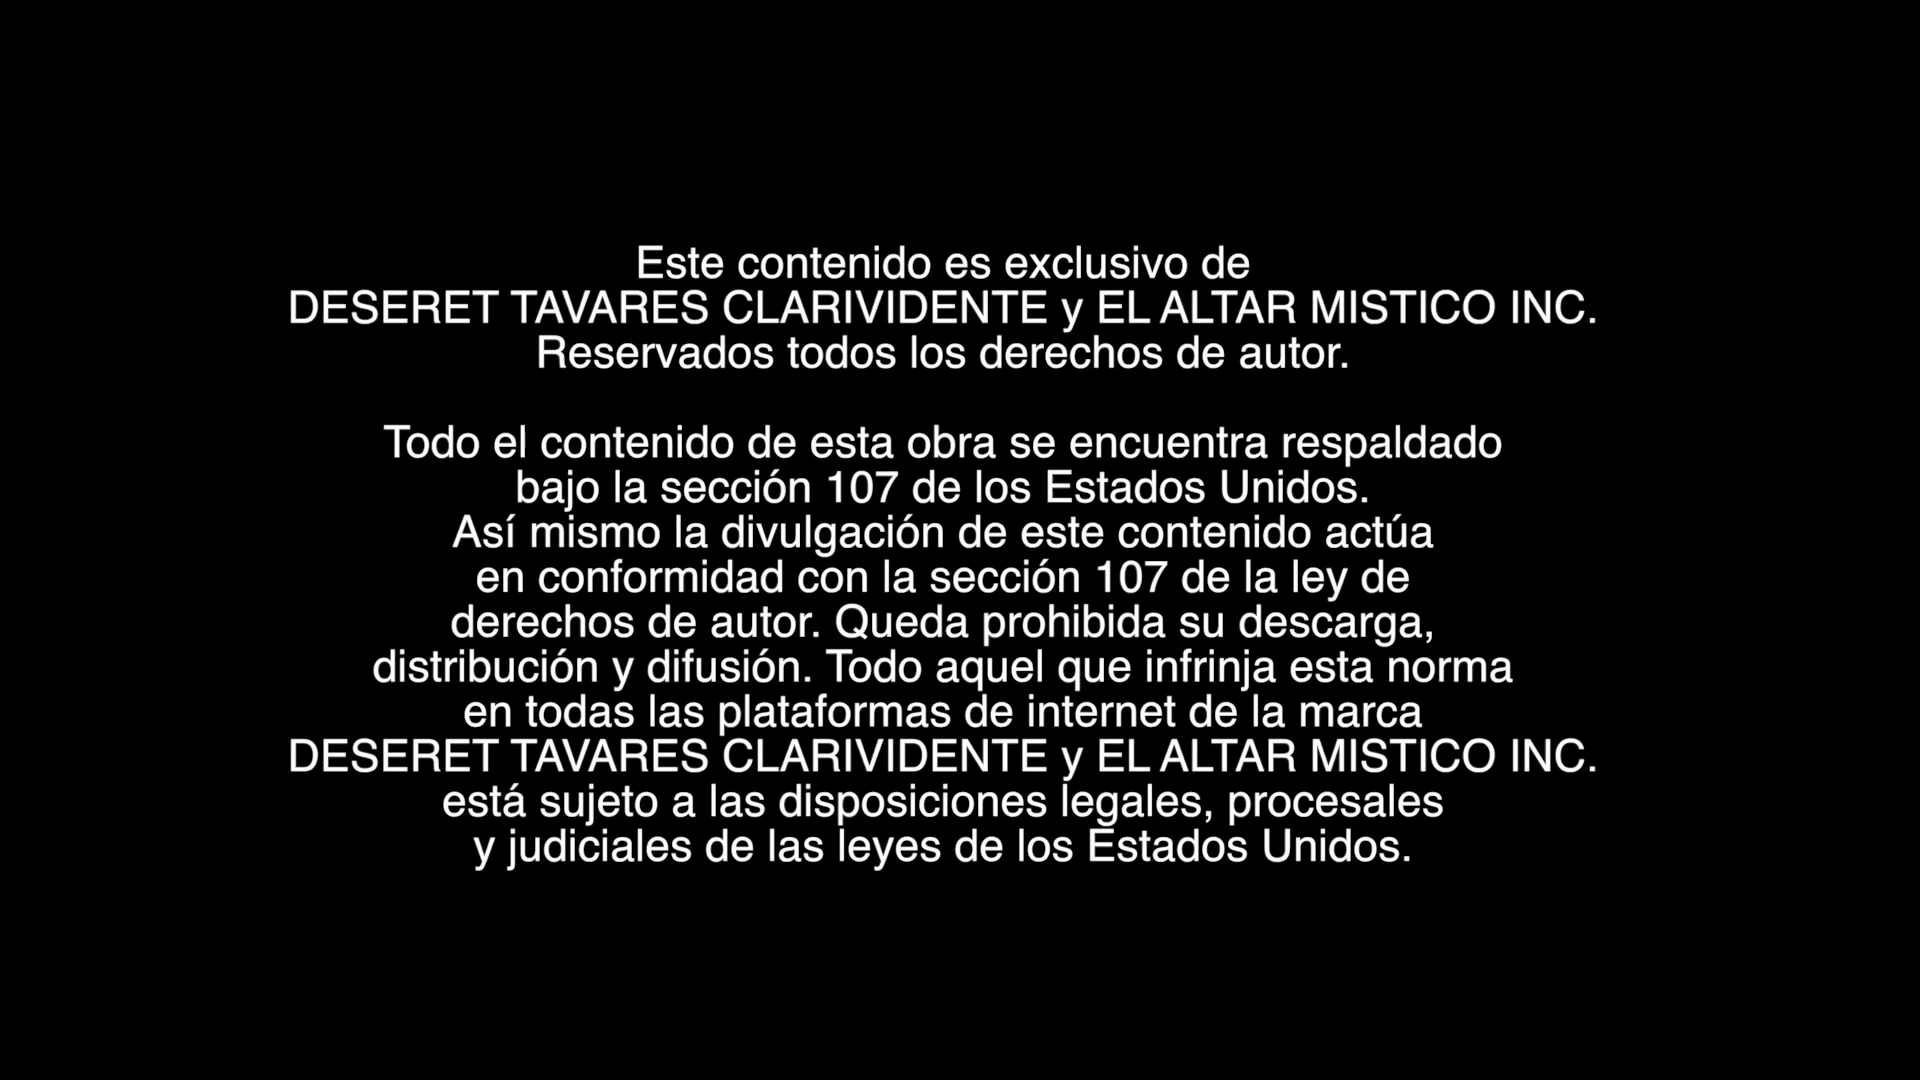 Este contenido es exclusivo de
DESERET TAVARES CLARIVIDENTE y EL ALTAR MISTICO INC.
Reservados todos los derechos de autor.
Todo el contenido de esta obra se encuentra respaldado
bajo la sección 107 de los Estados Unidos.
Así mismo la divulgación de este contenido actúa
en conformidad con la sección 107 de la ley de
derechos de autor. Queda prohibida su descarga,
distribución y difusión. Todo aquel que infrinja esta norma
en todas las plataformas de internet de la marca
DESERET TAVARES CLARIVIDENTE y EL ALTAR MISTICO INC.
está sujeto a las disposiciones legales, procesales
y judiciales de las leyes de los Estados Unidos.